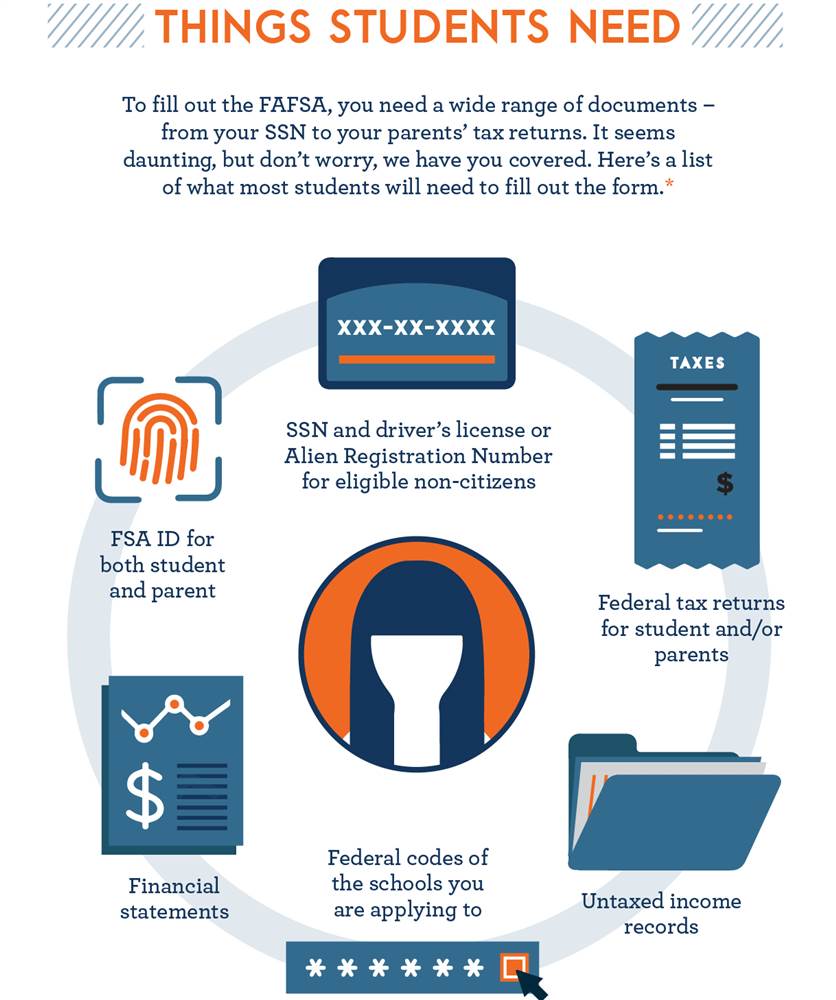 THINGS STUDENTS NEED
To fill out the FAFSA, you need a wide range of documents –
from your SSN to your parents’ tax returns. It seems
daunting, but don’t worry, we have you covered. Here’s a list
of what most students will need to fill out the form.*
XXX-XX-XXXX
SSN and driver’s license or
Alien Registration Number
for eligible non-citizens
TAXES
$
Federal tax returns
for student and/or
parents
FSA ID for
both student
and parent
$
Financial
statements
Untaxed income
records
Federal codes of
the schools you
are applying to
* * * * * *